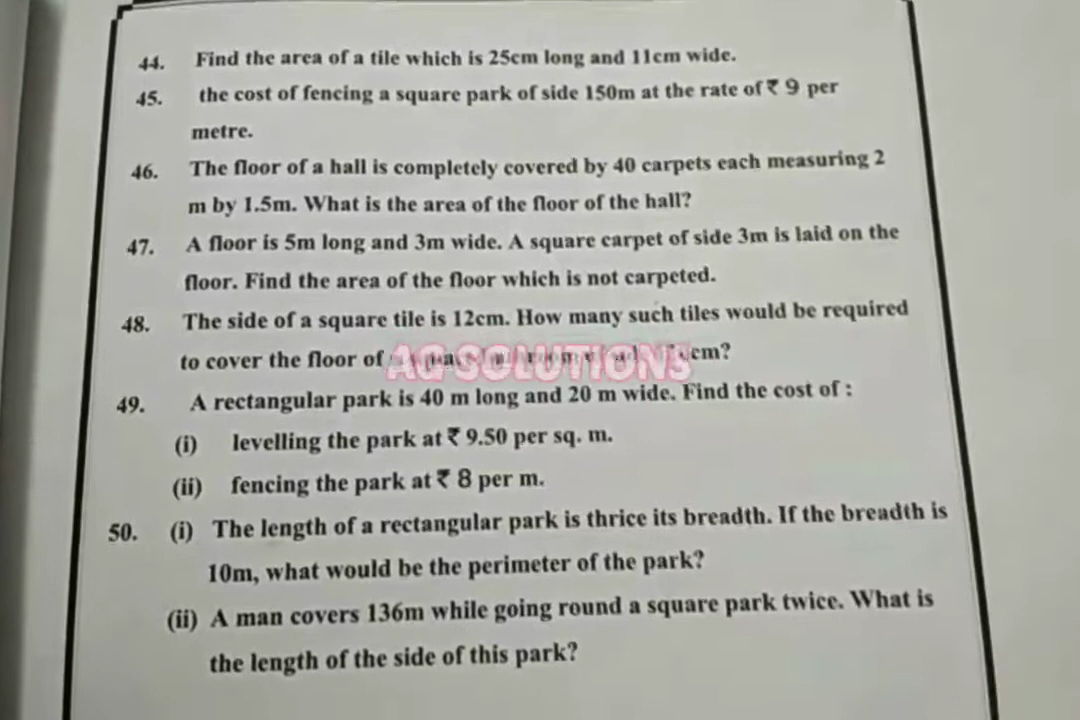 44. Find the area of a tile which is 25cm long and 11cm wide.
45. the cost of fencing a square park of side 150m at the rate of ₹ 9 per
metre.
46. The floor of a hall is completely covered by 40 carpets each measuring 2
m by 1.5m. What is the area of the floor of the hall?
47. A floor is 5m long and 3m wide. A square carpet of side 3m is laid on the
floor. Find the area of the floor which is not carpeted.
48. The side of a square tile is 12cm. How many such tiles would be required
to cover the floor of cm?
AG SOLUTIONS
49. A rectangular park is 40 m long and 20 m wide. Find the cost of :
(i) levelling the park at ₹ 9.50 per sq. m.
(ii) fencing the park at ₹ 8 per m.
50. (i) The length of a rectangular park is thrice its breadth. If the breadth is
10m, what would be the perimeter of the park?
(ii) A man covers 136m while going round a square park twice. What is
the length of the side of this park?